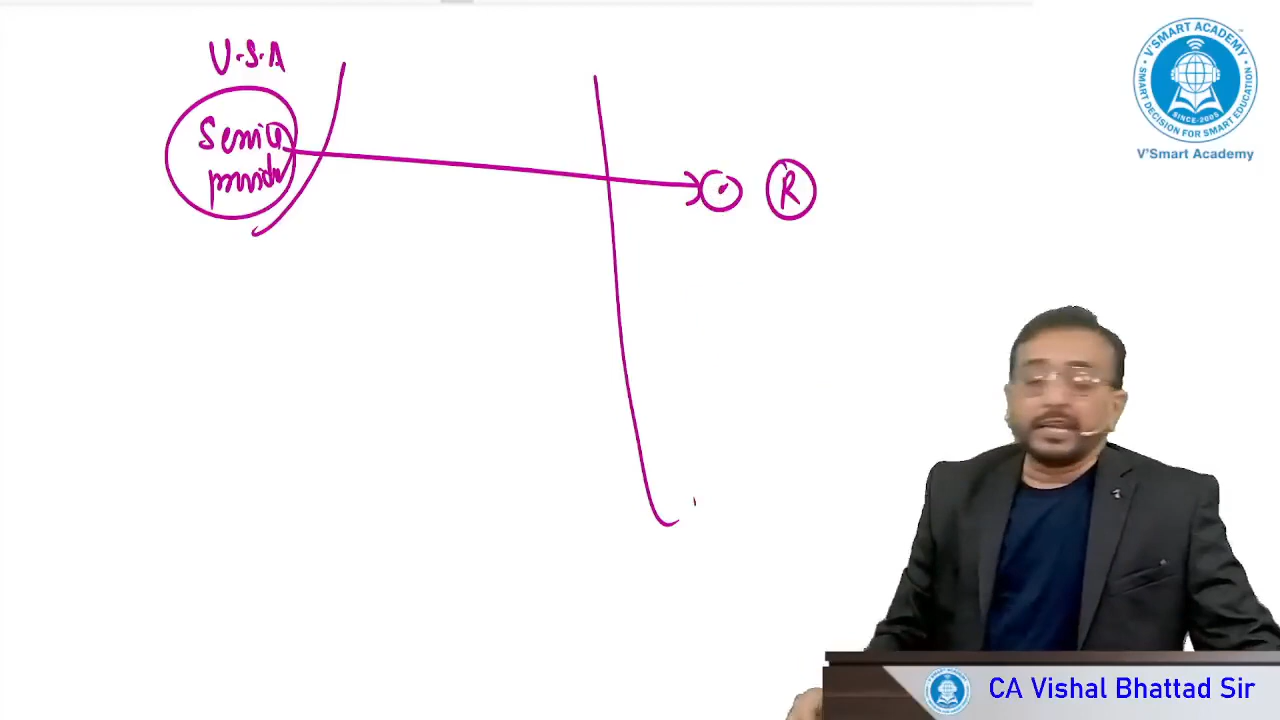 U.S.A
Service
provider
R
V'SMART ACADEMY
SMART DECISION FOR SMART EDUCATION
SINCE-2005
V'Smart Academy
CA Vishal Bhattad Sir